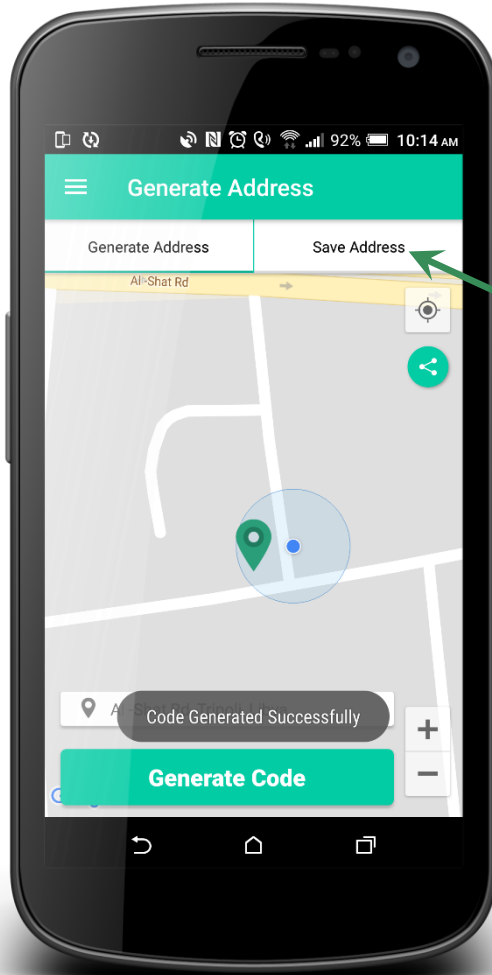 92% 10:14 AM
Generate Address
Generate Address
Save Address
Al-Shat Rd
Code Generated Successfully
Generate Code